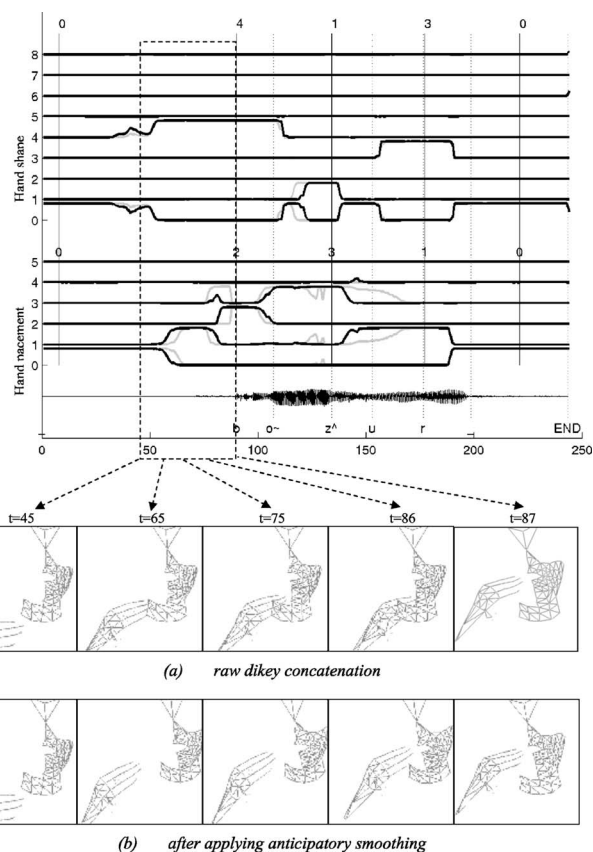 0 4 1 3 0
8
7
6
5
4
3
2
1
0
Hand shape
0 2 3 1 0
5
4
3
2
1
0
Hand placement
b o~ z^ u r _ END
0 50 100 150 200 250
t=45 t=65 t=75 t=86 t=87
(a) raw dikey concatenation
(b) after applying anticipatory smoothing